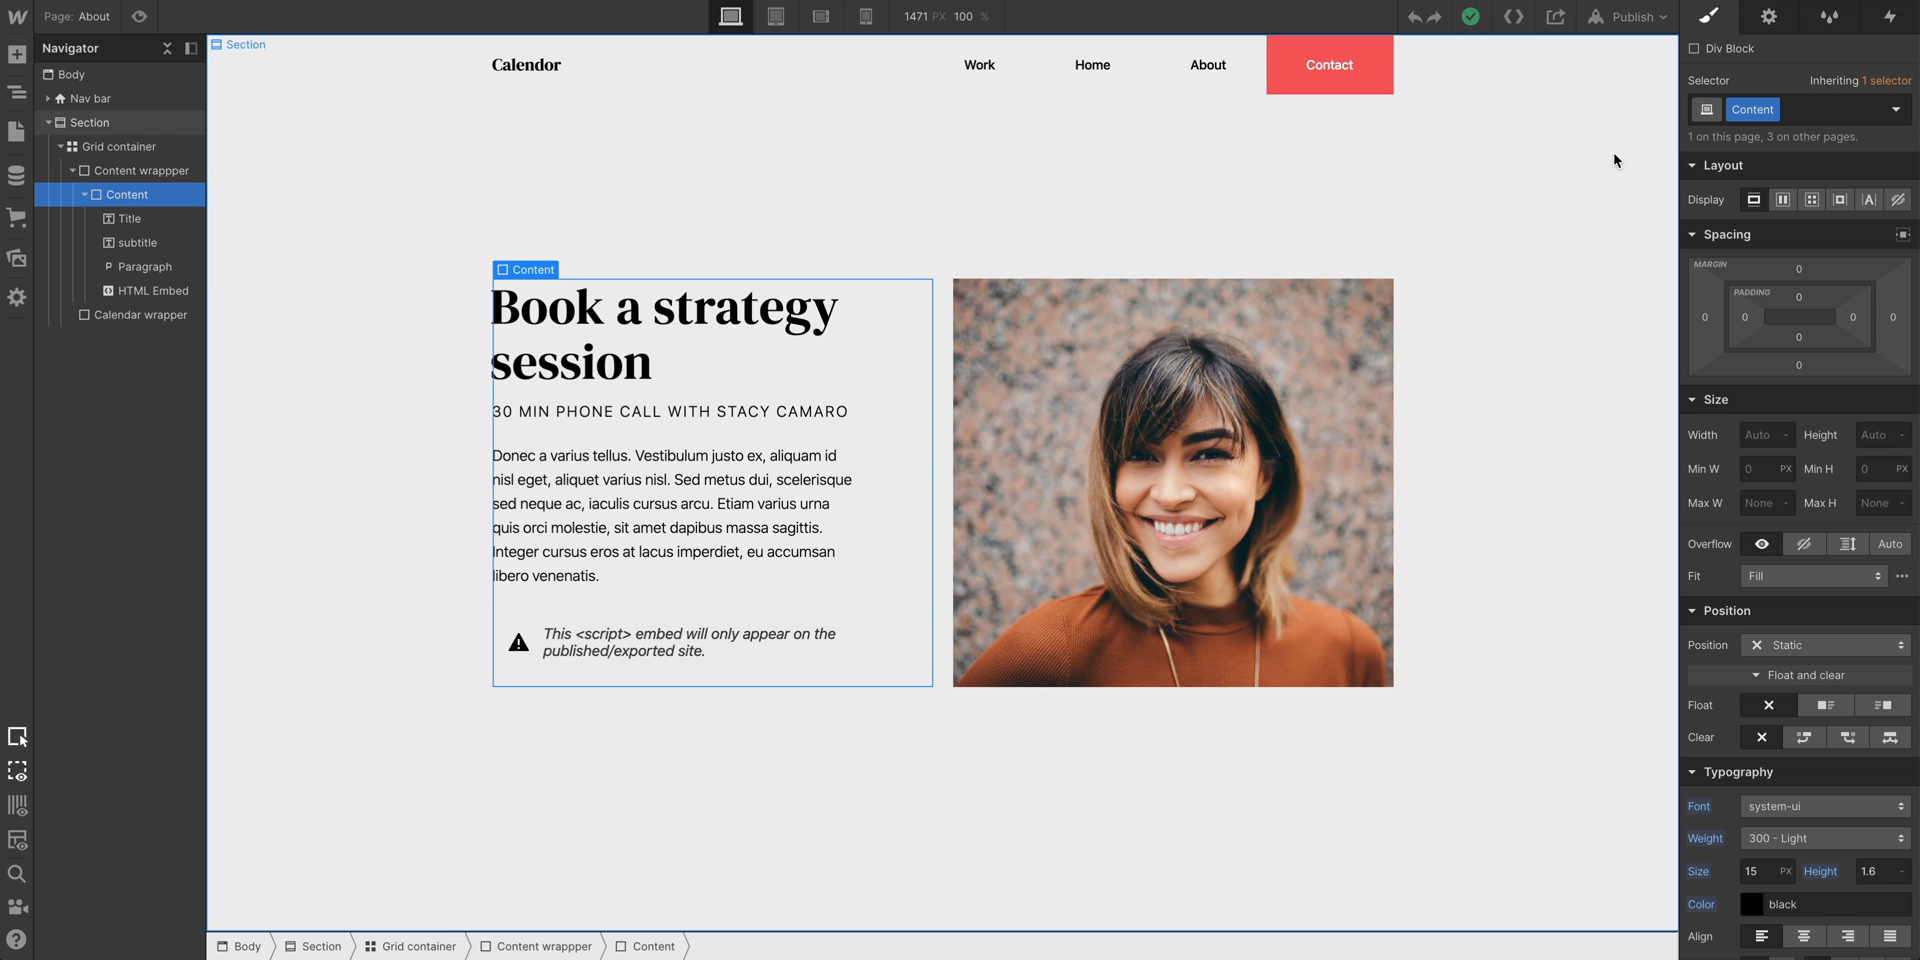 Page: About
1471 PX 100 %
Publish
Navigator
Body
Nav bar
Section
Grid container
Content wrappper
Content
Title
subtitle
Paragraph
HTML Embed
Calendar wrapper
Section
Calendor
Work
Home
About
Contact
Content
Book a strategy
session
30 MIN PHONE CALL WITH STACY CAMARO
Donec a varius tellus. Vestibulum justo ex, aliquam id
nisl eget, aliquet varius nisl. Sed metus dui, scelerisque
sed neque ac, iaculis cursus arcu. Etiam varius urna
quis orci molestie, sit amet dapibus massa sagittis.
Integer cursus eros at lacus imperdiet, eu accumsan
libero venenatis.
This <script> embed will only appear on the
published/exported site.
Body
Section
Grid container
Content wrappper
Content
Div Block
Selector
Inheriting 1 selector
Content
1 on this page, 3 on other pages.
Layout
Display
Spacing
MARGIN
0
PADDING
0
0 0 0 0
0
0
Size
Width Auto - Height Auto -
Min W 0 PX Min H 0 PX
Max W None - Max H None -
Overflow Auto
Fit Fill
Position
Position Static
Float and clear
Float
Clear
Typography
Font system-ui
Weight 300 - Light
Size 15 PX Height 1.6 -
Color black
Align